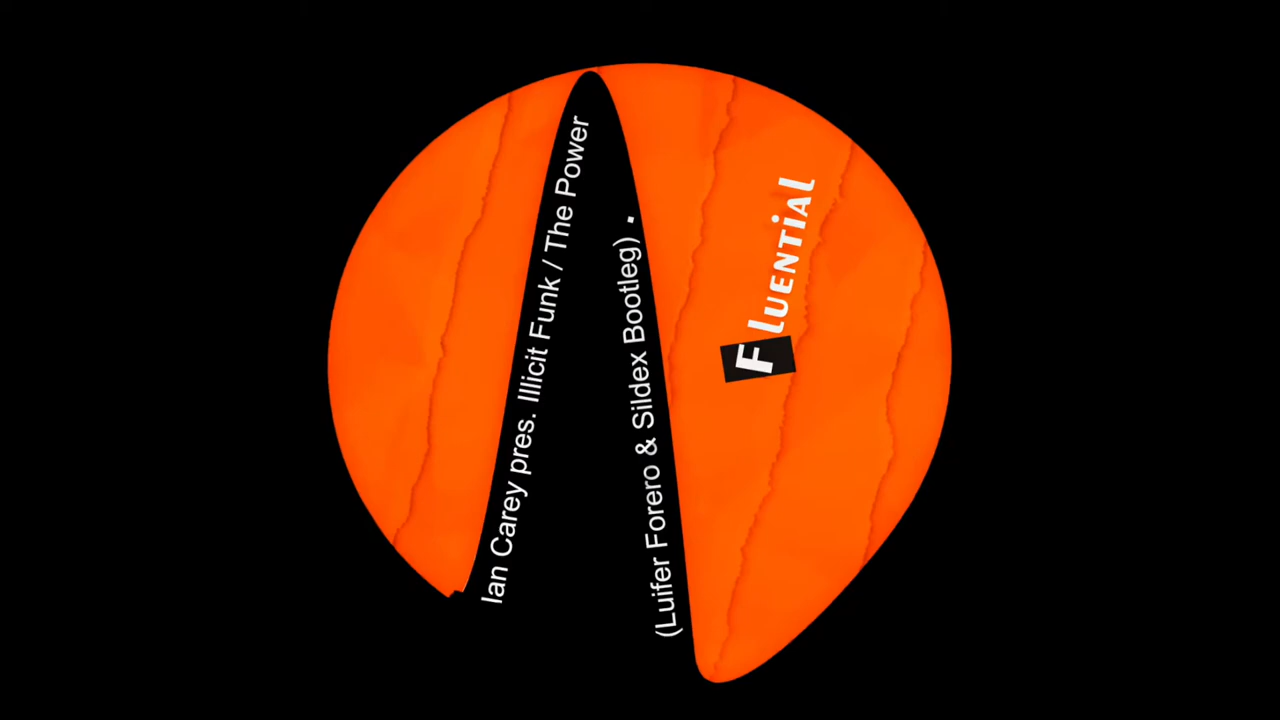 Ian Carey pres. Illicit Funk / The Power
(Luifer Forero & Sildex Bootleg) .
FlUENTiAL